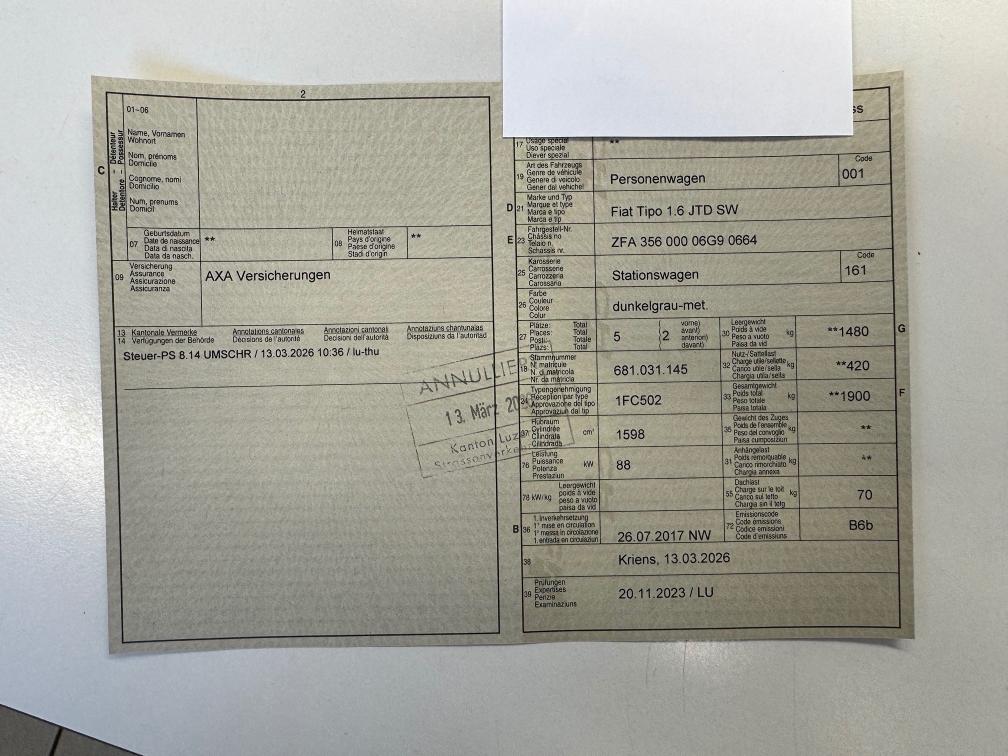 2
01–06
C
Halter – Détenteur
Detentore – Possessur
Name, Vornamen
Wohnort
Nom, prénoms
Domicile
Cognome, nomi
Domicilio
Num, prenums
Domicil
07 Geburtsdatum
Date de naissance
Data di nascita
Data da nasch.
**
08 Heimatstaat
Pays d'origine
Paese d'origine
Stadi d'origin
**
09 Versicherung
Assurance
Assicurazione
Assicuranza
AXA Versicherungen
13 Kantonale Vermerke Annotations cantonales Annotazioni cantonali Annotaziuns chantunalas
14 Verfügungen der Behörde Décisions de l'autorité Decisioni dell'autorità Disposiziuns da l'autoritad
Steuer-PS 8.14 UMSCHR / 13.03.2026 10:36 / lu-thu
13. März
Kanton
ss
17 Usage spécial
Uso speciale
Diever spezial
**
19 Art des Fahrzeugs
Genre de véhicule
Genere di veicolo
Gener dal vehichel
Personenwagen
Code
001
D 21 Marke und Typ
Marque et type
Marca e tipo
Marca e tip
Fiat Tipo 1.6 JTD SW
E 23 Fahrgestell-Nr.
Châssis no
Telaio n.
Schassis nr.
ZFA 356 000 06G9 0664
25 Karosserie
Carrosserie
Carrozzeria
Carossaria
Stationswagen
Code
161
26 Farbe
Couleur
Colore
Colur
dunkelgrau-met.
27 Plätze: Total
Places: Total
Posti: Totale
Plazs: Total
5 (2 vorne)
avant)
anteriori)
davant)
30 Leergewicht
Poids à vide
Peso a vuoto
Paisa da vid
kg
**1480
G
18 Stammnummer
N° matricule
N. di matricola
Nr. da matricla
681.031.145
32 Nutz-/Sattellast
Charge utile/sellette
Carico utile/sella
Chargia utila/sella
kg
**420
24 Typengenehmigung
Réception par type
Approvazione del tipo
Approvaziun dal tip
1FC502
33 Gesamtgewicht
Poids total
Peso totale
Paisa totala
kg
**1900
F
37 Hubraum
Cylindrée
Cilindrata
Cilindrada
cm³
1598
35 Gewicht des Zuges
Poids de l'ensemble
Peso del convoglio
Paisa cumposiziun
kg
**
76 Leistung
Puissance
Potenza
Prestaziun
kW
88
31 Anhängelast
Poids remorquable
Carico rimorchiato
Chargia annexa
kg
**
78 kW/kg Leergewicht
poids à vide
peso a vuoto
paisa da vid
55 Dachlast
Charge sur le toit
Carico sul tetto
Chargia sin il tetg
kg
70
B 36 1. Inverkehrsetzung
1re mise en circulation
1a messa in circolazione
1. entrada en circulaziun
26.07.2017 NW
72 Emissionscode
Code émissions
Codice emissioni
Code d'emissiuns
B6b
38
Kriens, 13.03.2026
39 Prüfungen
Expertises
Perizie
Examinaziuns
20.11.2023 / LU